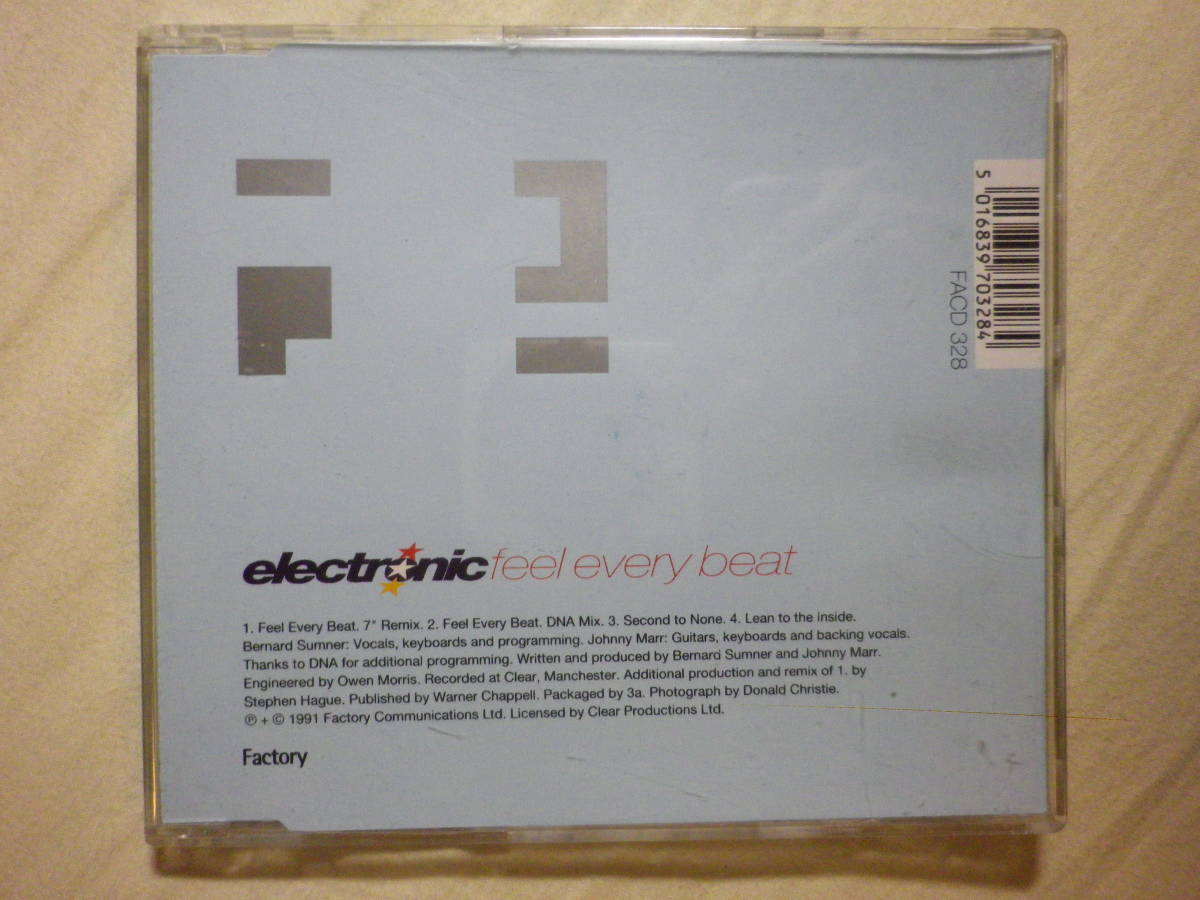 5 016839 703284
FACD 328
electronic feel every beat
1. Feel Every Beat. 7" Remix. 2. Feel Every Beat. DNA Mix. 3. Second to None. 4. Lean to the Inside.
Bernard Sumner: Vocals, keyboards and programming. Johnny Marr: Guitars, keyboards and backing vocals.
Thanks to DNA for additional programming. Written and produced by Bernard Sumner and Johnny Marr.
Engineered by Owen Morris. Recorded at Clear, Manchester. Additional production and remix of 1. by
Stephen Hague. Published by Warner Chappell. Packaged by 3a. Photograph by Donald Christie.
℗ + © 1991 Factory Communications Ltd. Licensed by Clear Productions Ltd.
Factory